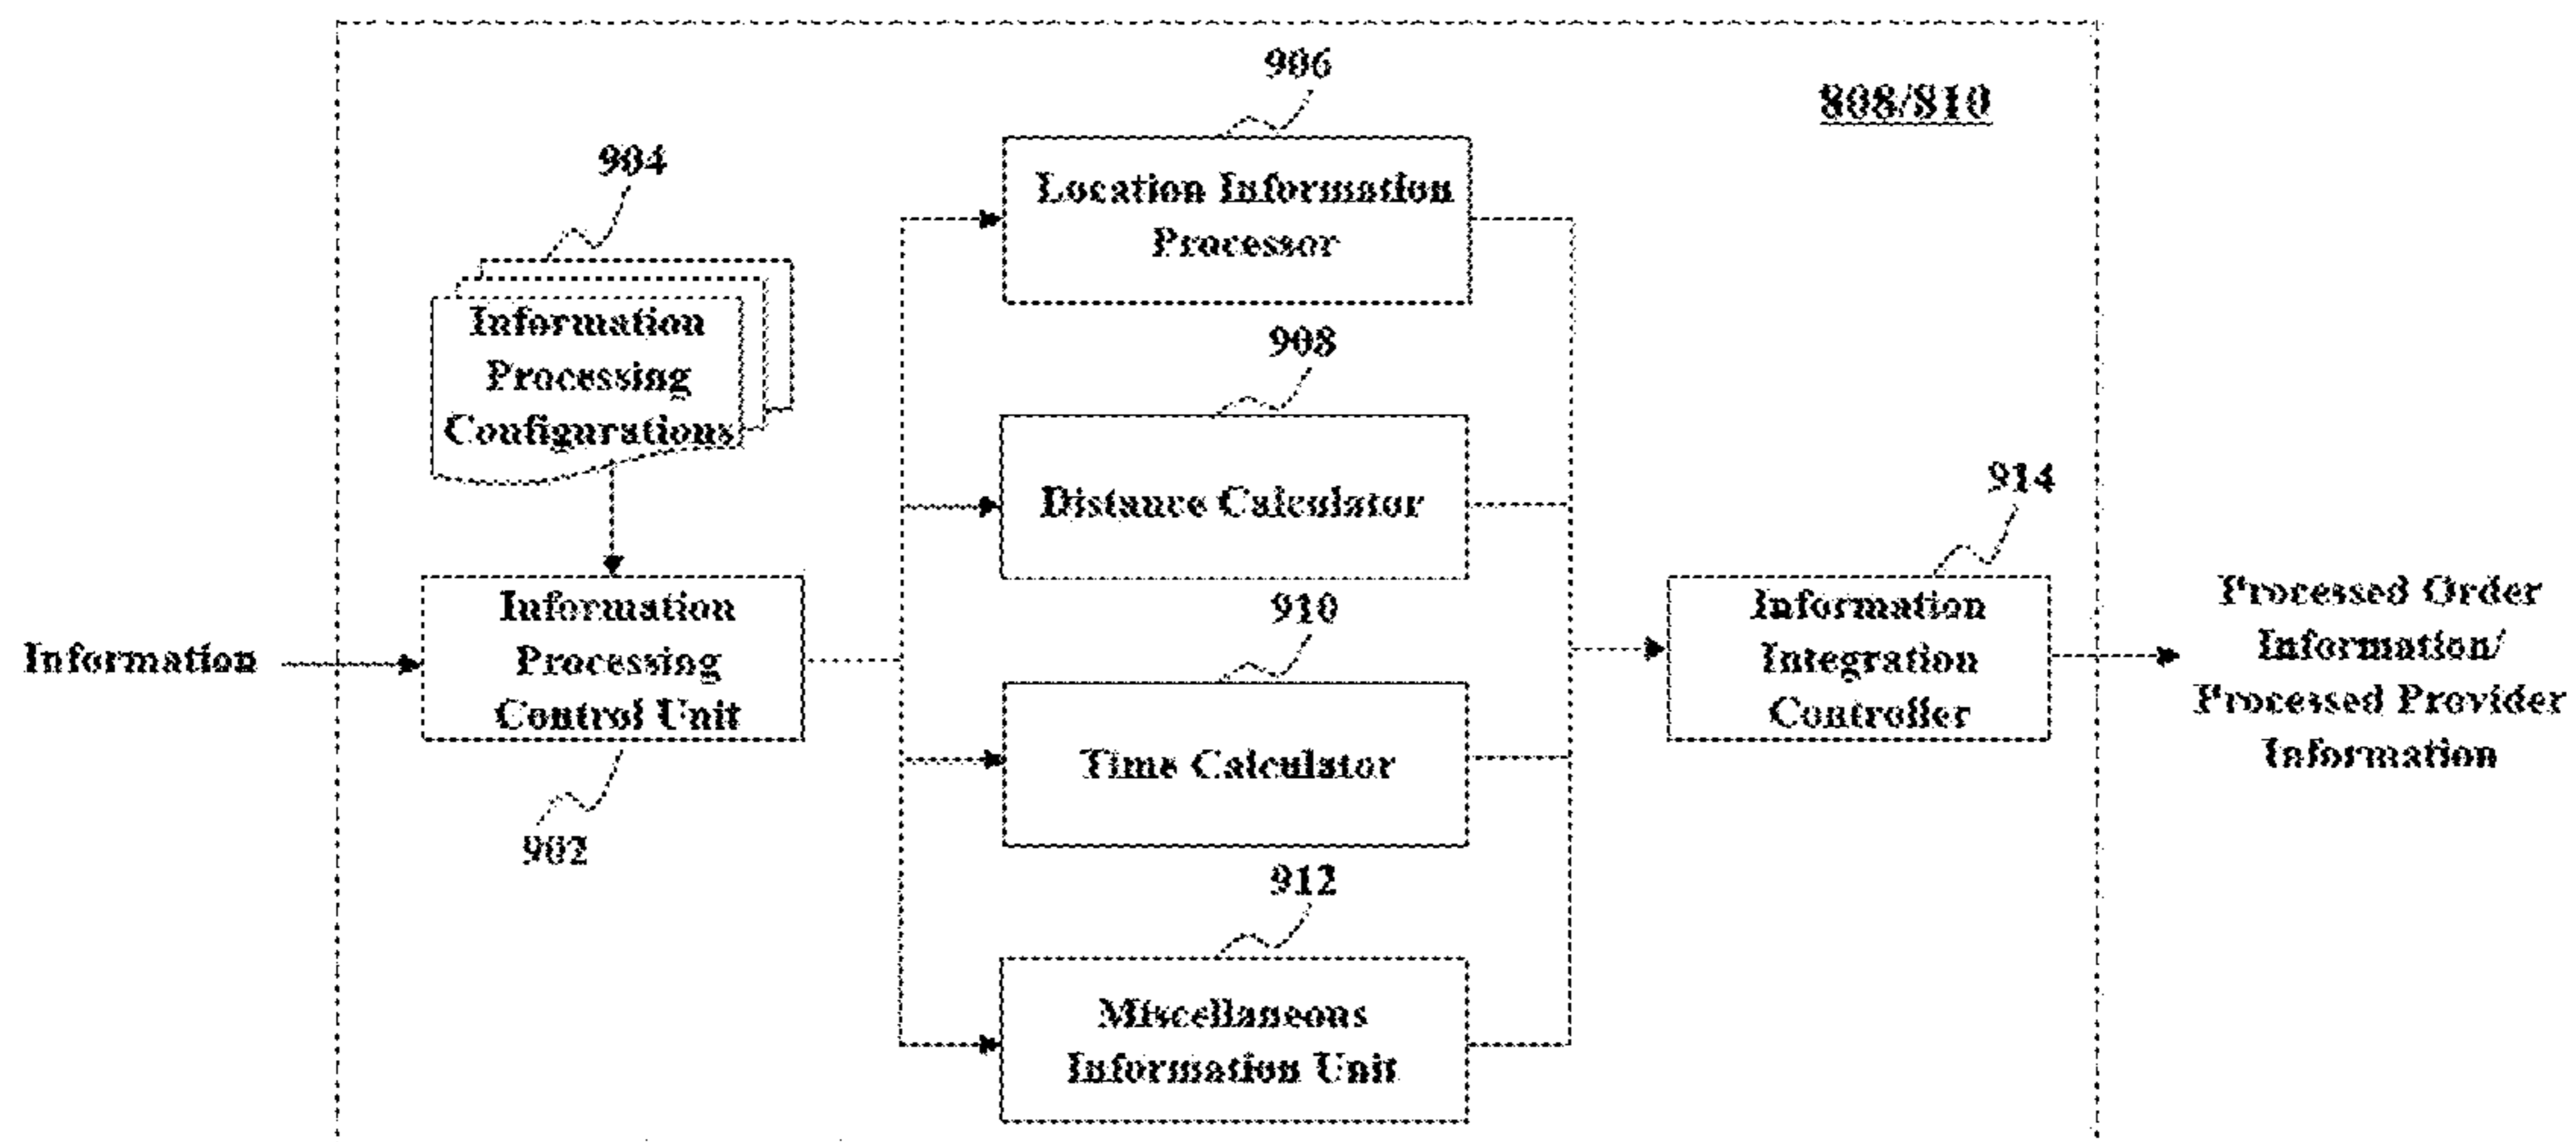 906
808/810
904
Location Information
Processor
Information
Processing
Configurations
908
Distance Calculator
914
Information
Information
Processing
Control Unit
902
910
Time Calculator
Information
Integration
Controller
Processed Order
Information/
Processed Provider
Information
912
Miscellaneous
Information Unit